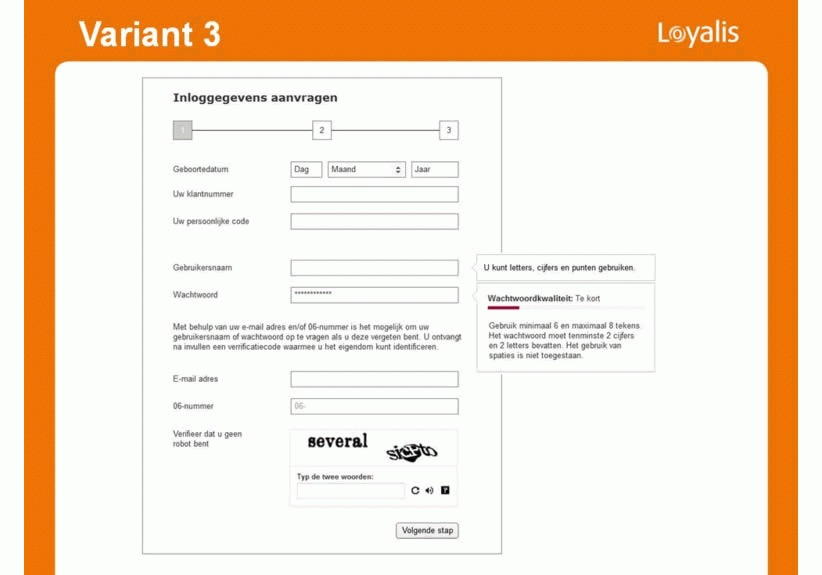 Variant 3
Loyalis
Inloggegevens aanvragen
1
2
3
Geboortedatum
Dag
Maand
Jaar
Uw klantnummer
Uw persoonlijke code
Gebruikersnaam
U kunt letters, cijfers en punten gebruiken.
Wachtwoord
************
Wachtwoordkwaliteit: Te kort
Gebruik minimaal 6 en maximaal 8 tekens.
Het wachtwoord moet tenminste 2 cijfers
en 2 letters bevatten. Het gebruik van
spaties is niet toegestaan.
Met behulp van uw e-mail adres en/of 06-nummer is het mogelijk om uw
gebruikersnaam of wachtwoord op te vragen als u deze vergeten bent. U ontvangt
na invullen een verificatiecode waarmee u het eigendom kunt identificeren.
E-mail adres
06-nummer
06-
Verifieer dat u geen
robot bent
several
Typ de twee woorden:
?
Volgende stap